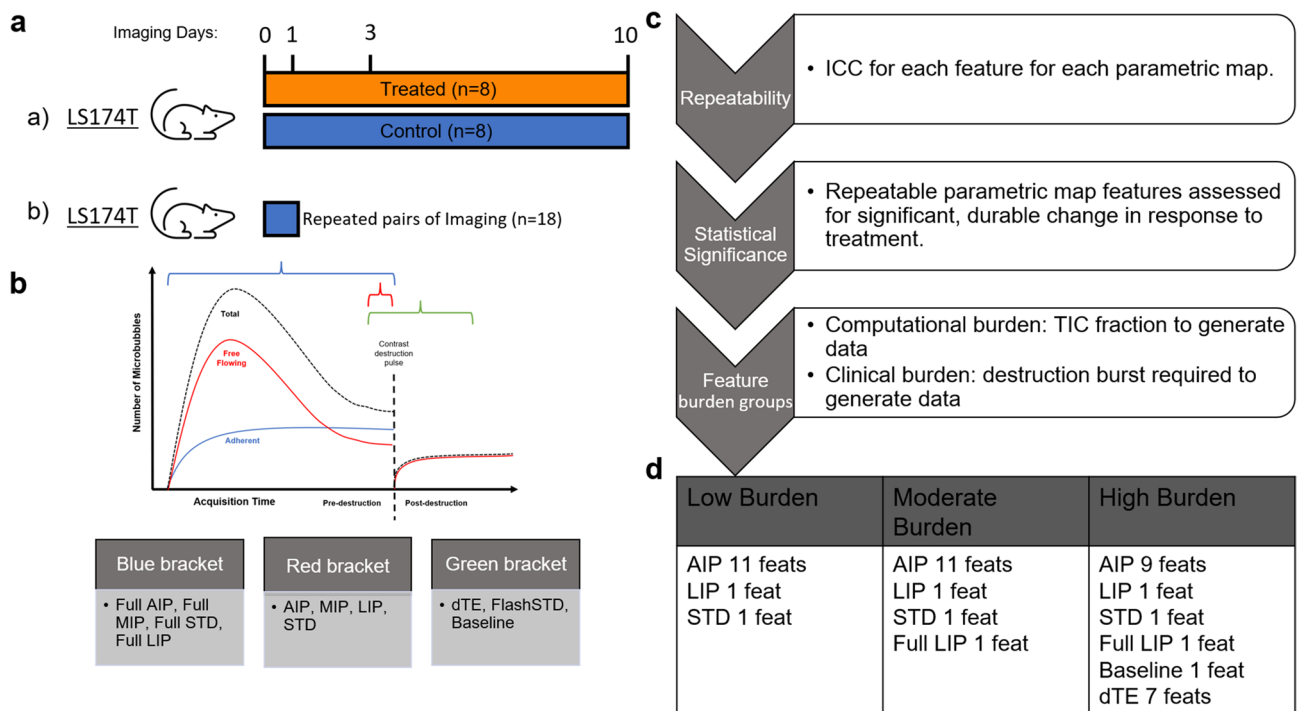 a
Imaging Days:
0 1 3 10
Treated (n=8)
a) LS174T
Control (n=8)
b) LS174T
Repeated pairs of Imaging (n=18)
b
Number of Microbubbles
Total
Free
Flowing
Adherent
Contrast
destruction
pulse
Acquisition Time
Pre-destruction
Post-destruction
Blue bracket
• Full AIP, Full
MIP, Full STD,
Full LIP
Red bracket
• AIP, MIP, LIP,
STD
Green bracket
• dTE, FlashSTD,
Baseline
c
Repeatability
• ICC for each feature for each parametric map.
Statistical
Significance
• Repeatable parametric map features assessed
for significant, durable change in response to
treatment.
Feature
burden groups
• Computational burden: TIC fraction to generate
data
• Clinical burden: destruction burst required to
generate data
d
Low Burden
Moderate
Burden
High Burden
AIP 11 feats
LIP 1 feat
STD 1 feat
AIP 11 feats
LIP 1 feat
STD 1 feat
Full LIP 1 feat
AIP 9 feats
LIP 1 feat
STD 1 feat
Full LIP 1 feat
Baseline 1 feat
dTE 7 feats